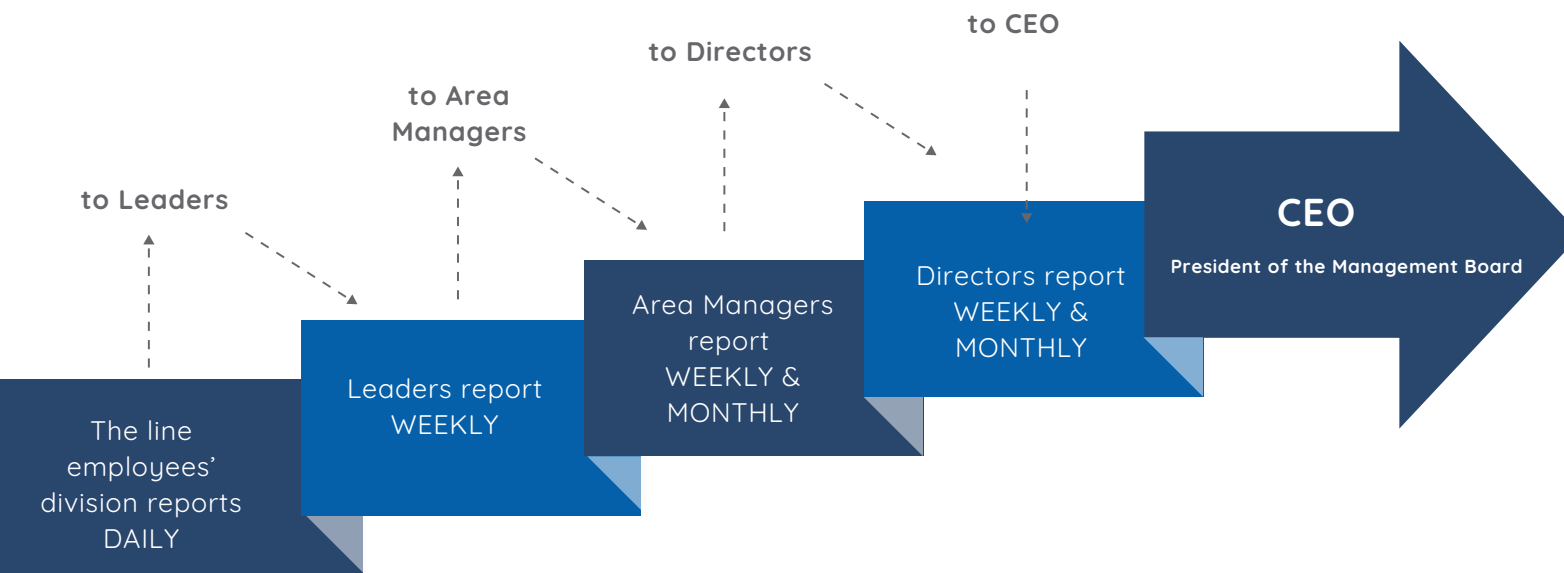 to Leaders
The line
employees’
division reports
DAILY
to Area
Managers
Leaders report
WEEKLY
to Directors
Area Managers
report
WEEKLY &
MONTHLY
to CEO
Directors report
WEEKLY &
MONTHLY
CEO
President of the Management Board